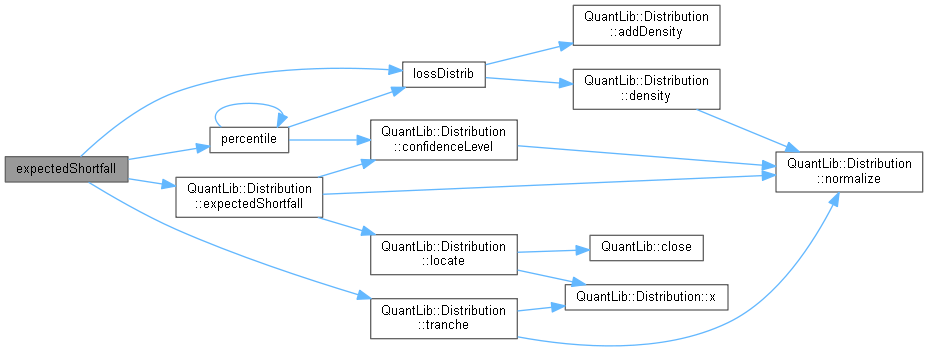 expectedShortfall
percentile
QuantLib::Distribution
::expectedShortfall
lossDistrib
QuantLib::Distribution
::confidenceLevel
QuantLib::Distribution
::locate
QuantLib::Distribution
::tranche
QuantLib::Distribution
::addDensity
QuantLib::Distribution
::density
QuantLib::close
QuantLib::Distribution::x
QuantLib::Distribution
::normalize